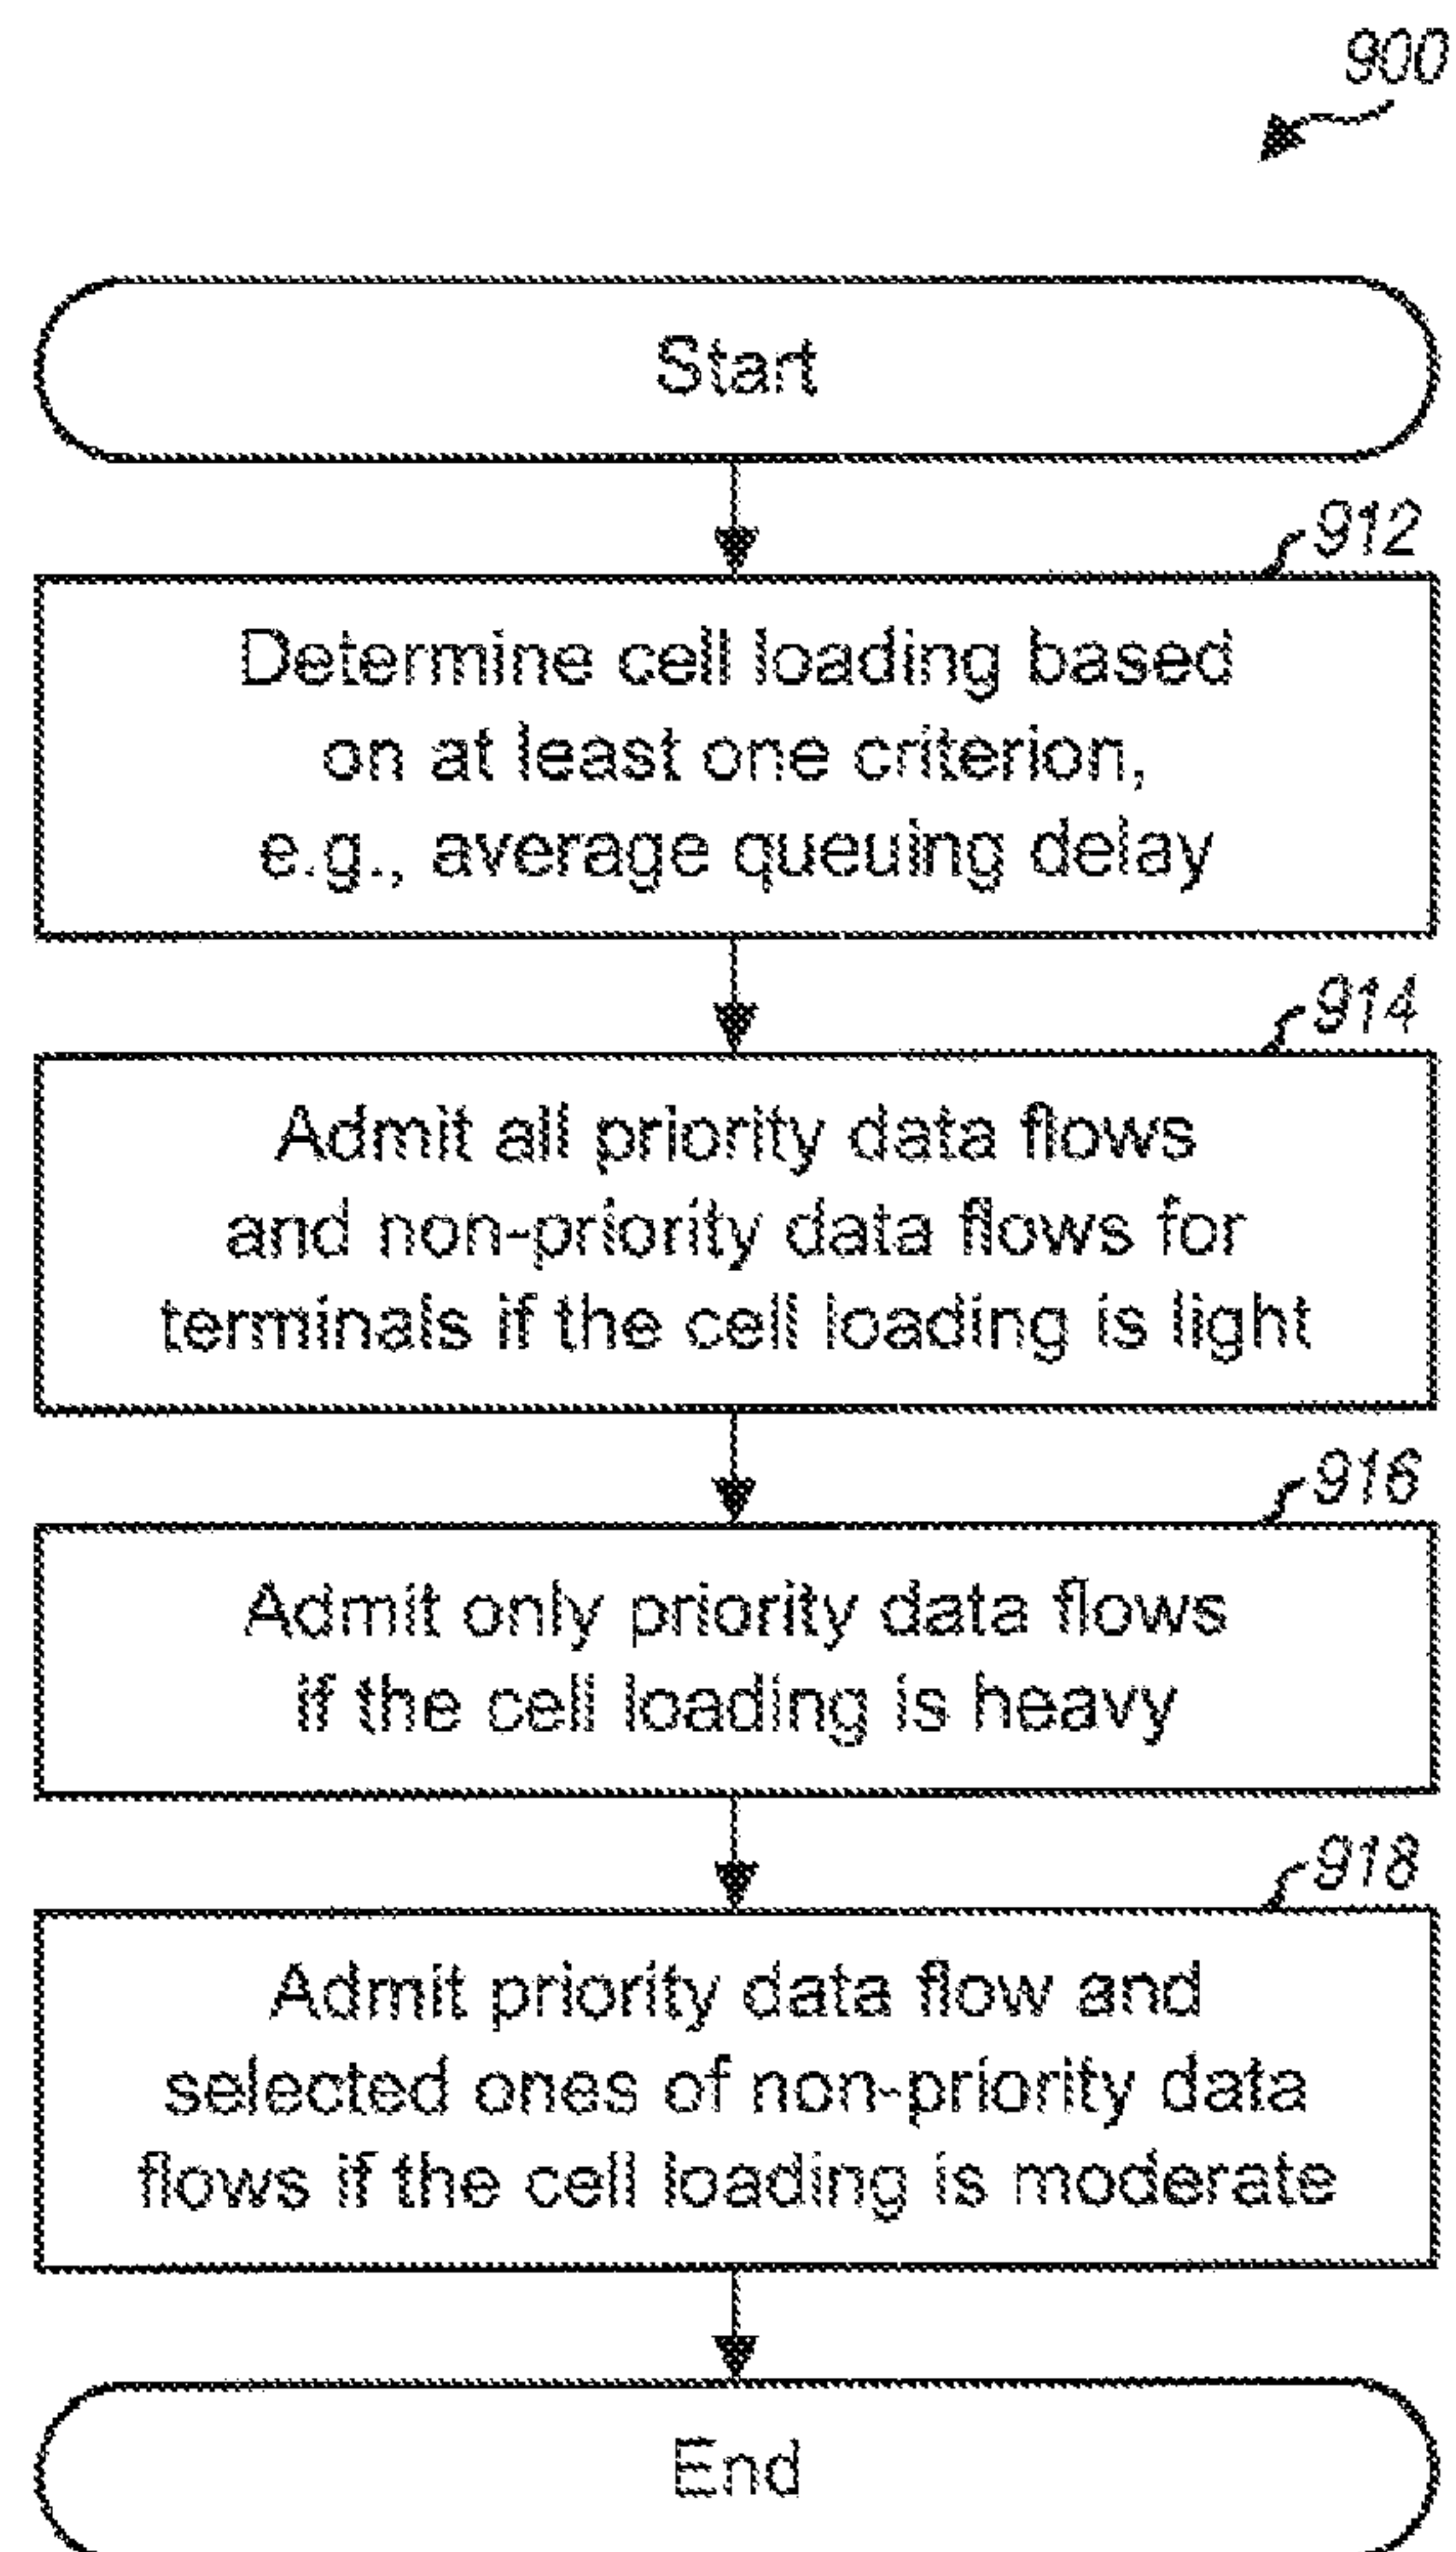 900
Start
912
Determine cell loading based
on at least one criterion,
e.g., average queuing delay
914
Admit all priority data flows
and non-priority data flows for
terminals if the cell loading is light
916
Admit only priority data flows
if the cell loading is heavy
918
Admit priority data flow and
selected ones of non-priority data
flows if the cell loading is moderate
End